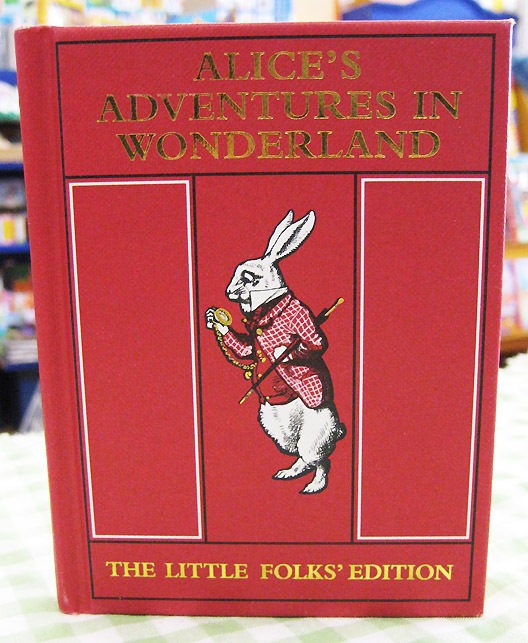 ALICE'S
ADVENTURES IN
WONDERLAND
THE LITTLE FOLKS' EDITION